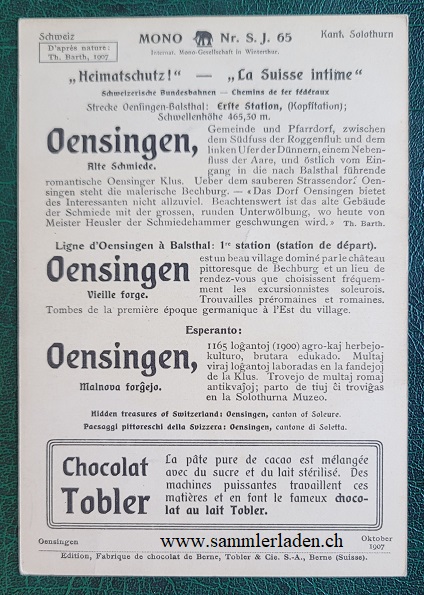 Schweiz
MONO Nr. S. J. 65
Kant. Solothurn
D'après nature:
Th. Barth, 1907
Internat. Mono-Gesellschaft in Winterthur.
„Heimatschutz!“ — „La Suisse intime“
Schweizerische Bundesbahnen — Chemins de fer fédéraux
Strecke Oensingen-Balsthal: Erste Station, (Kopfstation);
Schwellenhöhe 465,30 m.
Oensingen,
Alte Schmiede.
Gemeinde und Pfarrdorf, zwischen
dem Südfuss der Roggenfluh und dem
linken Ufer der Dünnern, einem Neben-
fluss der Aare, und östlich vom Ein-
gang in die nach Balsthal führende
romantische Oensinger Klus. Ueber dem sauberen Strassendorf Oen-
singen steht die malerische Bechburg. — «Das Dorf Oensingen bietet
des Interessanten nicht allzuviel. Beachtenswert ist das alte Gebäude
der Schmiede mit der grossen, runden Unterwölbung, wo heute von
Meister Heusler der Schmiedehammer geschwungen wird.» Th. Barth.
Ligne d'Oensingen à Balsthal: 1re station (station de départ).
Oensingen
Vieille forge.
est un beau village dominé par le château
pittoresque de Bechburg et un lieu de
rendez-vous que choisissent fréquem-
ment les excursionnistes soleurois.
Trouvailles préromaines et romaines.
Tombes de la première époque germanique à l'Est du village.
Esperanto:
Oensingen,
Malnova forĝejo.
1165 loĝantoj (1900) agro-kaj herbejo-
kulturo, brutara edukado. Multaj
viraj loĝantoj laboradas en la fandejoj
de la Klus. Trovejo de multaj romaj
antikvaĵoj; parto de tiuj ĉi troviĝas
en la Solothurna Muzeo.
Hidden treasures of Switzerland: Oensingen, canton of Soleure.
Paesaggi pittoreschi della Svizzera: Oensingen, cantone di Soletta.
Chocolat
Tobler
La pâte pure de cacao est mélangée
avec du sucre et du lait stérilisé. Des
machines puissantes travaillent ces
matières et en font le fameux choco-
lat au lait Tobler.
Oensingen
www.sammlerladen.ch
Oktober
1907
Edition, Fabrique de chocolat de Berne, Tobler & Cie. S.-A., Berne (Suisse).